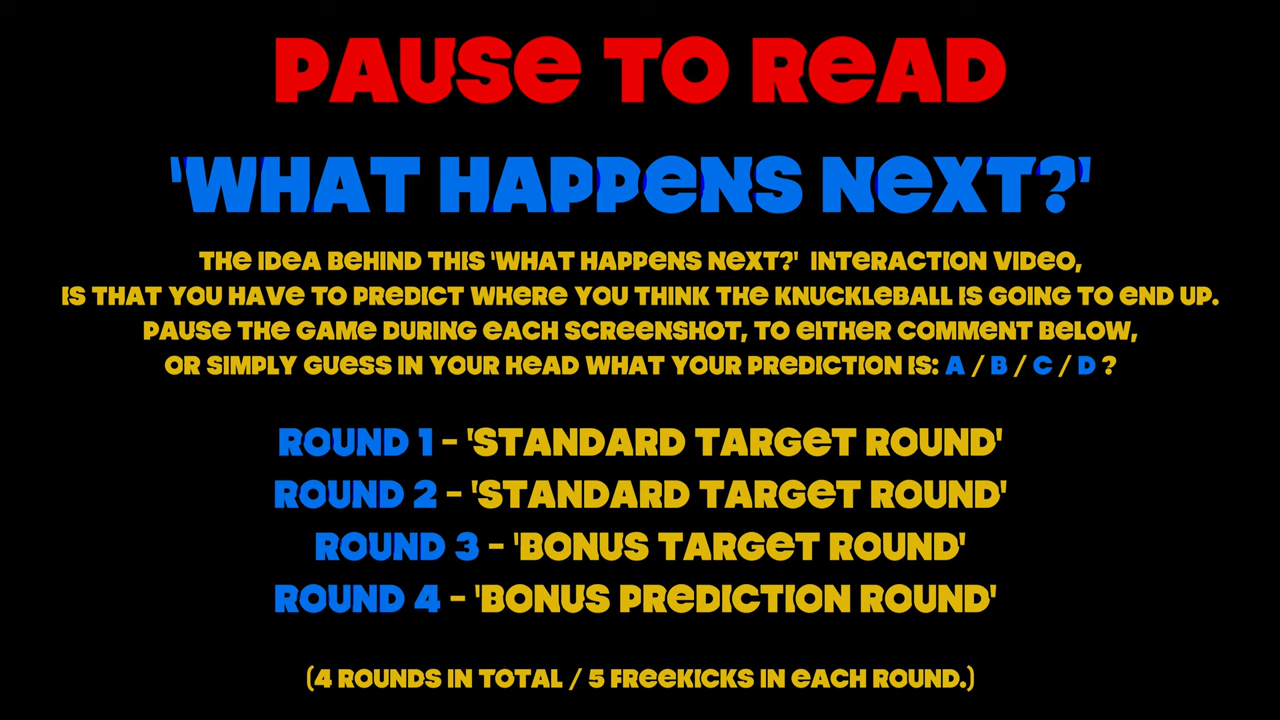 PAUSE TO READ
'WHAT HAPPENS NEXT?'
THE IDEA BEHIND THIS 'WHAT HAPPENS NEXT?' INTERACTION VIDEO,
IS THAT YOU HAVE TO PREDICT WHERE YOU THINK THE KNUCKLEBALL IS GOING TO END UP.
PAUSE THE GAME DURING EACH SCREENSHOT, TO EITHER COMMENT BELOW,
OR SIMPLY GUESS IN YOUR HEAD WHAT YOUR PREDICTION IS: A / B / C / D ?
ROUND 1 - 'STANDARD TARGET ROUND'
ROUND 2 - 'STANDARD TARGET ROUND'
ROUND 3 - 'BONUS TARGET ROUND'
ROUND 4 - 'BONUS PREDICTION ROUND'
(4 ROUNDS IN TOTAL / 5 FREEKICKS IN EACH ROUND.)